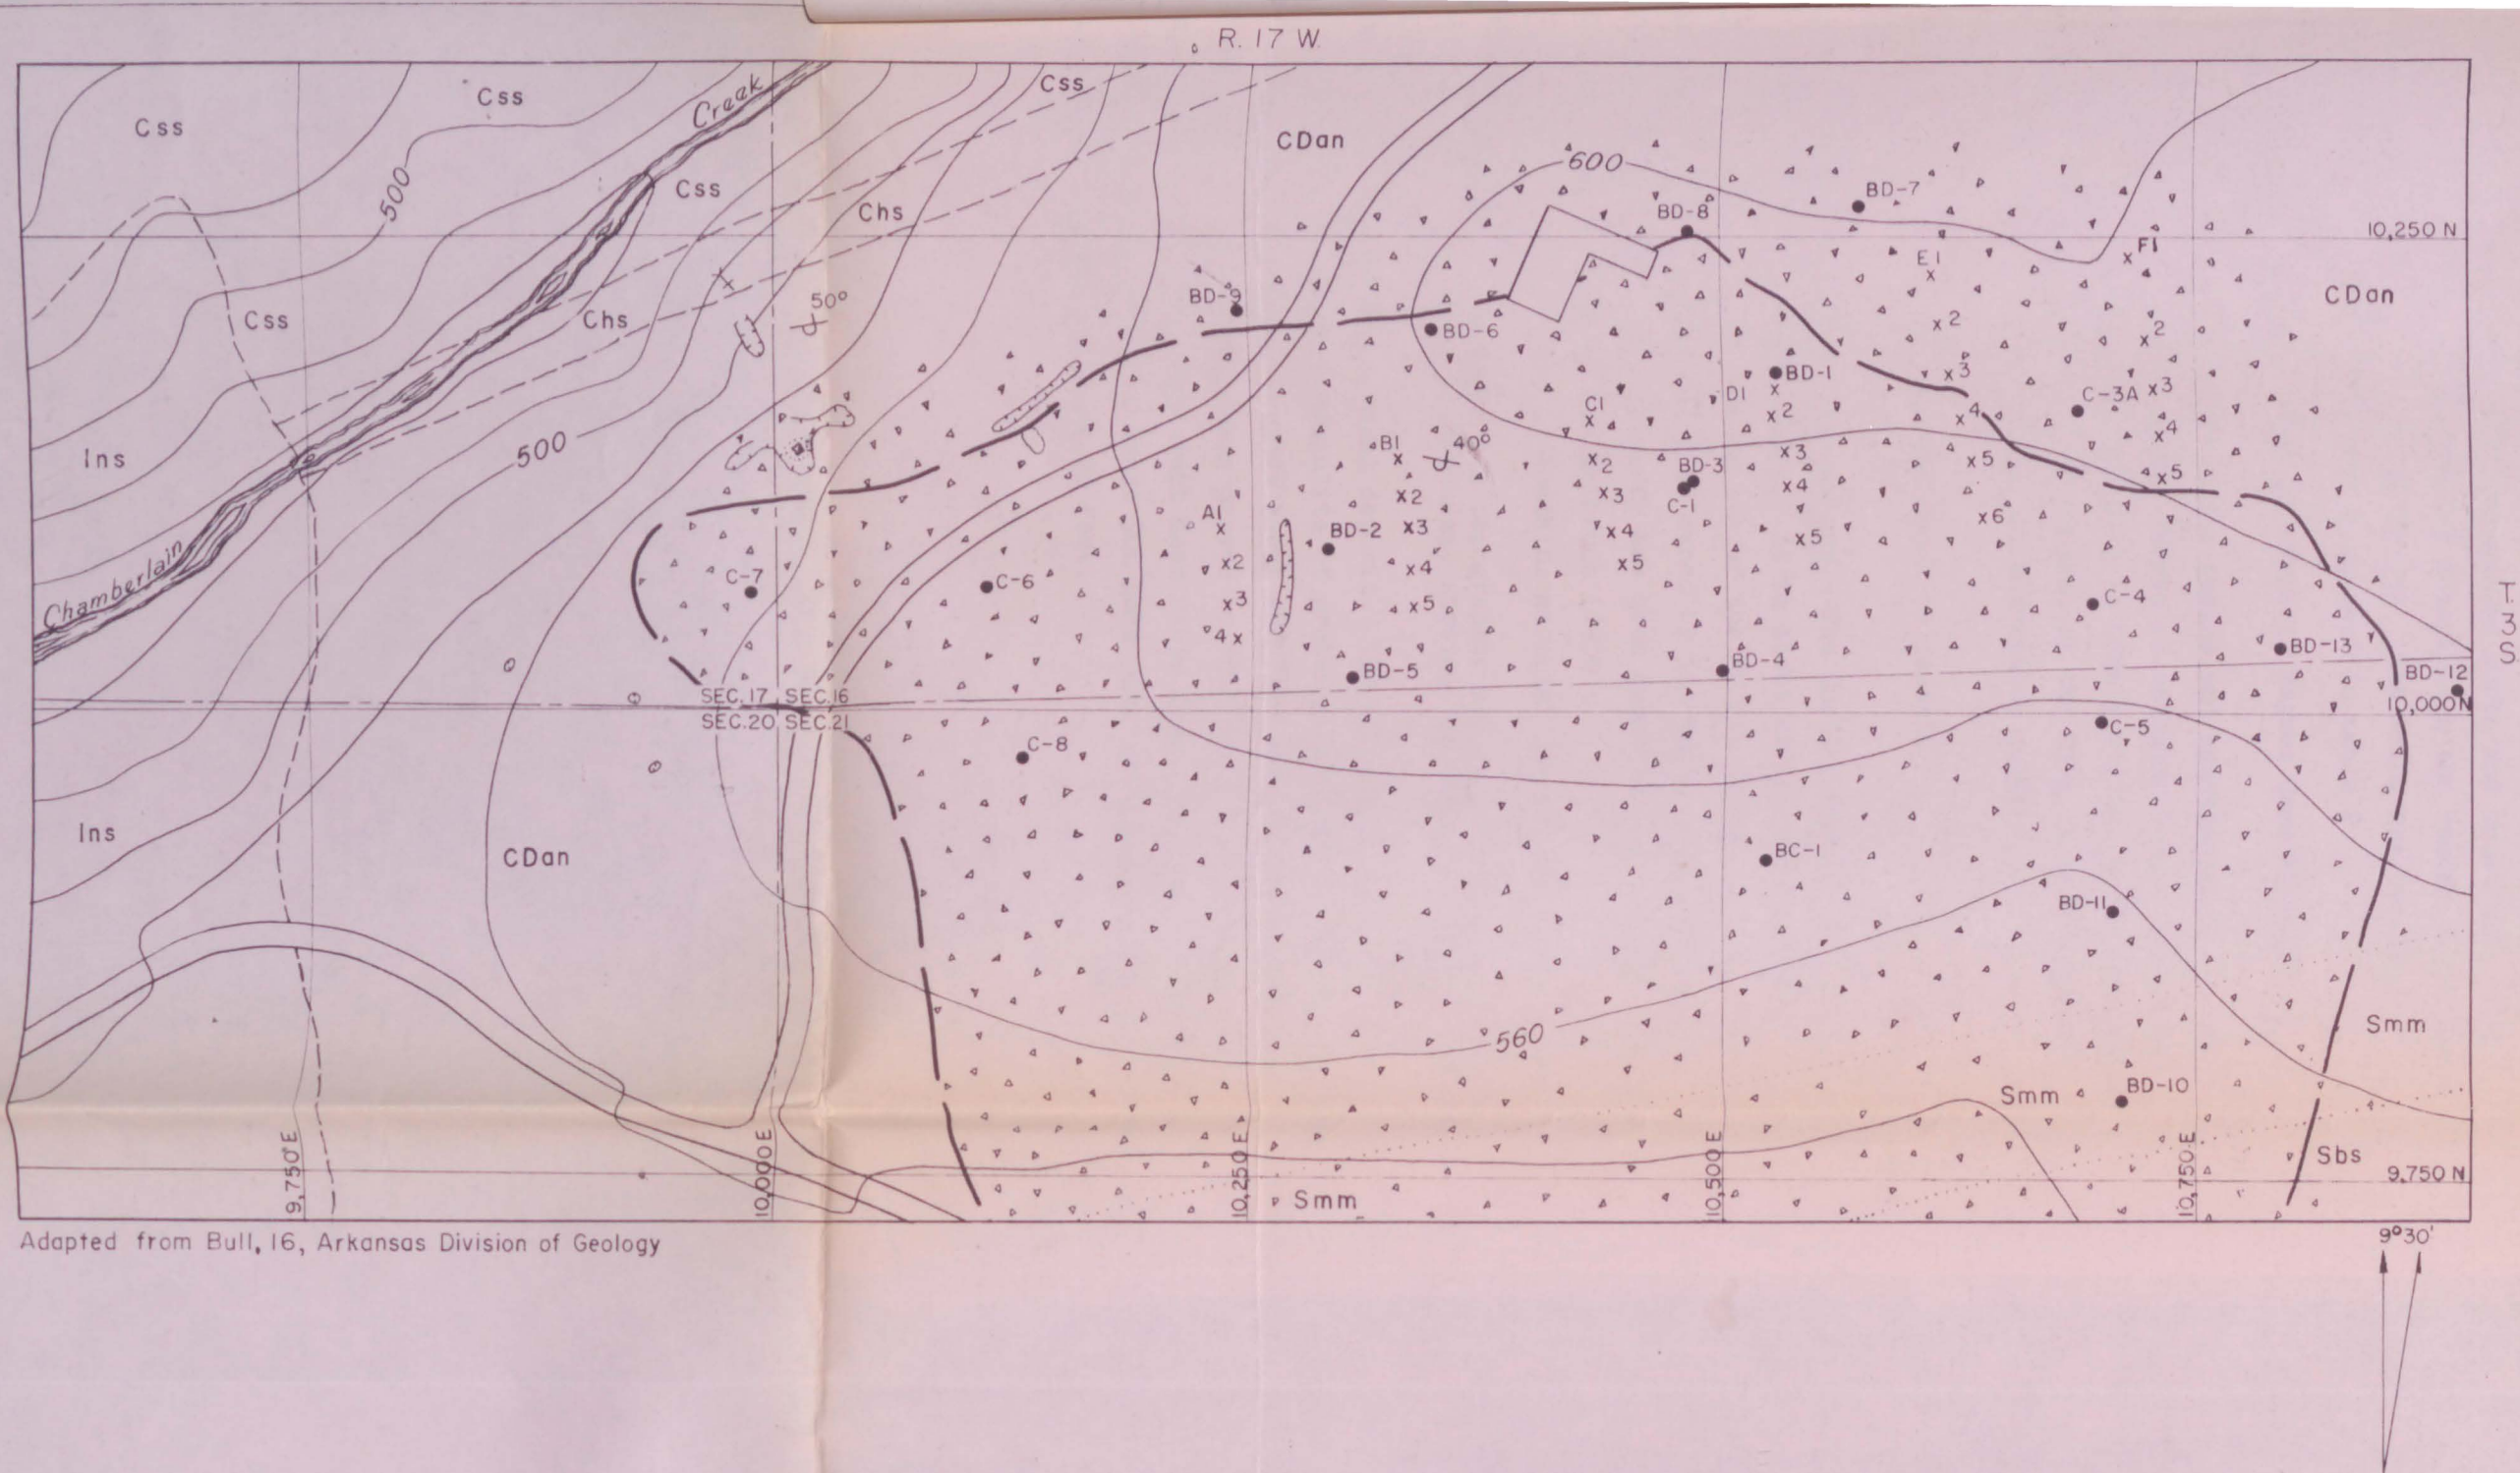 R. 17 W.
Css
Css
Creek
Css
CDan
600
500
Css
Chs
BD-7
BD-8
10,250 N
F1
E1
CDan
BD-9
50°
Css
Chs
x2
x2
BD-6
BD-1
x3
x3
C-3A
D1
C1
x2
x4
x4
40°
B1
Ins
500
x2
x3
BD-3
x5
x5
x2
x3
x4
C-1
A1
x6
BD-2
x3
x4
x5
x2
x4
x5
Chamberlain
C-7
C-6
T. 3 S
x3
x5
C-4
4x
BD-13
BD-5
BD-4
BD-12
SEC. 17
SEC. 16
10,000N
SEC. 20
SEC. 21
C-5
C-8
Ins
CDan
BC-1
BD-11
560
Smm
BD-10
Smm
9,750 E
10,000 E
10,250 E
10,500 E
10,750 E
Sbs
9,750 N
Smm
Adapted from Bull. 16, Arkansas Division of Geology
9°30'